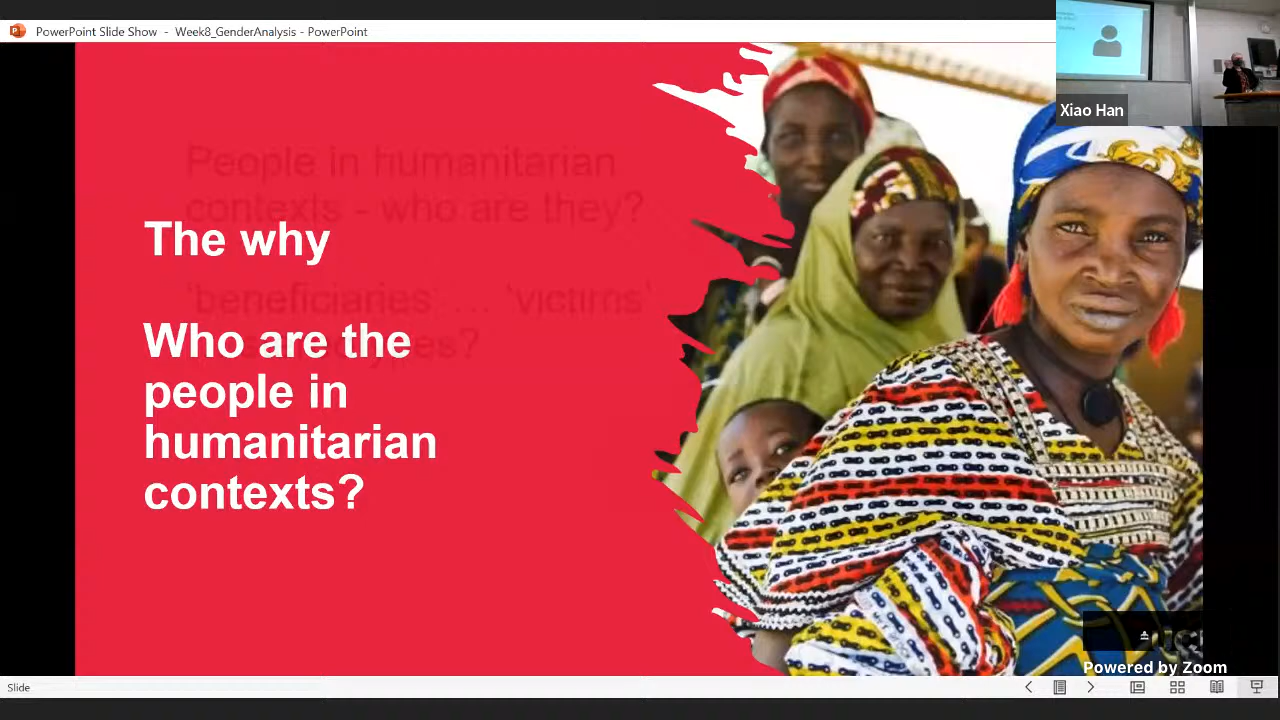 PowerPoint Slide Show - Week8_GenderAnalysis - PowerPoint
Xiao Han
People in humanitarian
contexts - who are they?
The why
'beneficiaries' ... 'victims'
Who are the
people in
humanitarian
contexts?
Powered by Zoom
Slide